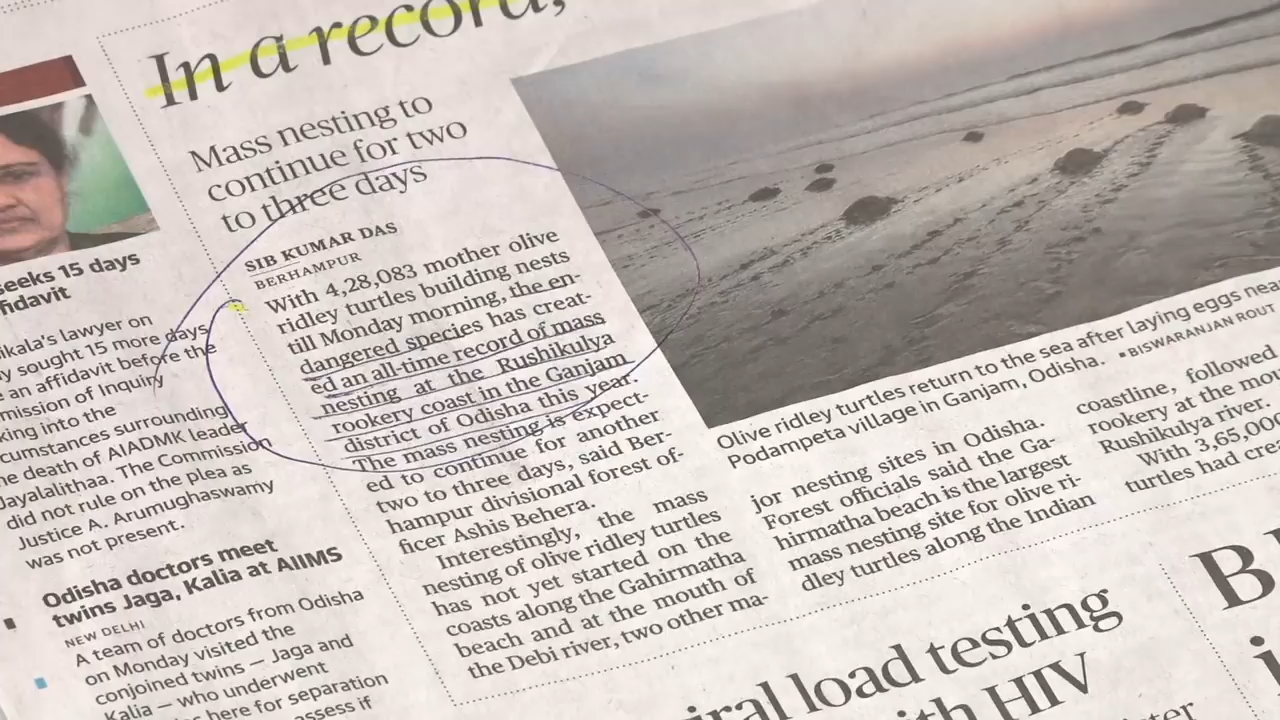 In a record,
Mass nesting to
continue for two
to three days
SIB KUMAR DAS
BERHAMPUR
With 4,28,083 mother olive
ridley turtles building nests
till Monday morning, the en-
dangered species has creat-
ed an all-time record of mass
nesting at the Rushikulya
rookery coast in the Ganjam
district of Odisha this year.
The mass nesting is expect-
ed to continue for another
two to three days, said Ber-
hampur divisional forest of-
ficer Ashis Behera.
Interestingly, the mass
nesting of olive ridley turtles
has not yet started on the
coasts along the Gahirmatha
beach and at the mouth of
the Debi river, two other ma-
Olive ridley turtles return to the sea after laying eggs near
Podampeta village in Ganjam, Odisha. • BISWARANJAN ROUT
jor nesting sites in Odisha.
Forest officials said the Ga-
hirmatha beach is the largest
mass nesting site for olive ri-
dley turtles along the Indian
coastline, followed
rookery at the mou
Rushikulya river.
With 3,65,00
turtles had cre
seeks 15 days
fidavit
ikala's lawyer on
y sought 15 more days
e an affidavit before the
mission of Inquiry
king into the
cumstances surrounding
he death of AIADMK leader
Jayalalithaa. The Commission
did not rule on the plea as
Justice A. Arumughaswamy
was not present.
Odisha doctors meet
twins Jaga, Kalia at AIIMS
NEW DELHI
A team of doctors from Odisha
on Monday visited the
conjoined twins — Jaga and
Kalia — who underwent
here for separation
assess if
iral load testing
ith HIV